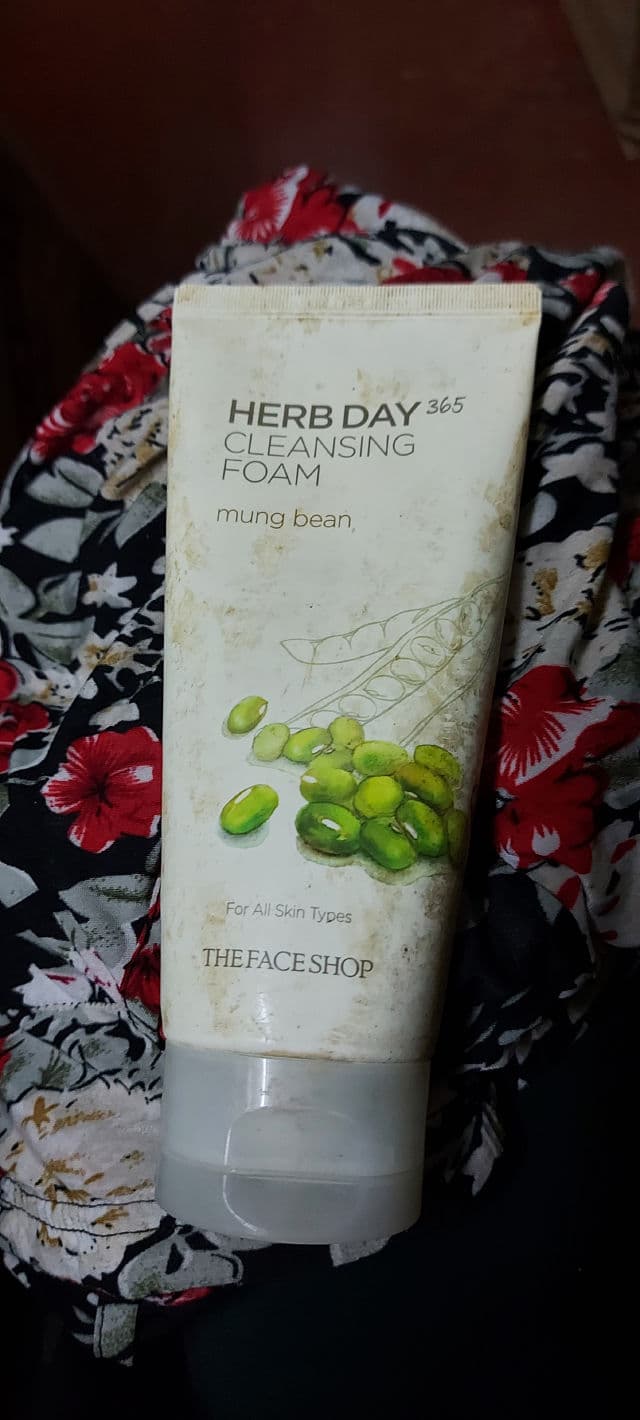 HERB DAY 365
CLEANSING
FOAM
mung bean
For All Skin Types
THE FACE SHOP